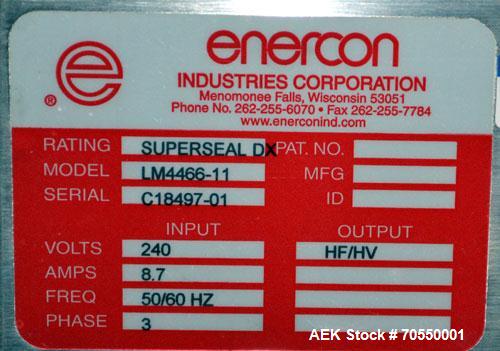 enercon
INDUSTRIES CORPORATION
Menomonee Falls, Wisconsin 53051
Phone No. 262-255-6070 • Fax 262-255-7784
www.enerconind.com
e
®
RATING SUPERSEAL DX PAT. NO.
MODEL LM4466-11 MFG
SERIAL C18497-01 ID
INPUT OUTPUT
VOLTS 240 HF/HV
AMPS 8.7
FREQ 50/60 HZ
PHASE 3
AEK Stock # 70550001